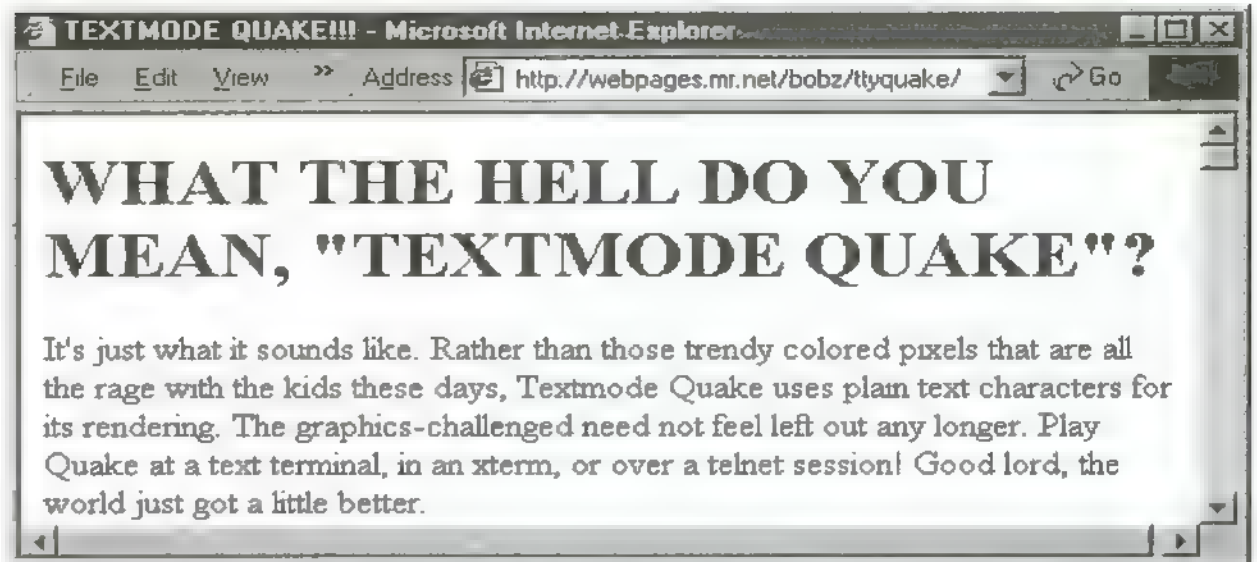 TEXTMODE QUAKE!!! - Microsoft Internet Explorer
File Edit View » Address http://webpages.mr.net/bobz/ttyquake/ Go
WHAT THE HELL DO YOU
MEAN, "TEXTMODE QUAKE"?
It's just what it sounds like. Rather than those trendy colored pixels that are all
the rage with the kids these days, Textmode Quake uses plain text characters for
its rendering. The graphics-challenged need not feel left out any longer. Play
Quake at a text terminal, in an xterm, or over a telnet session! Good lord, the
world just got a little better.